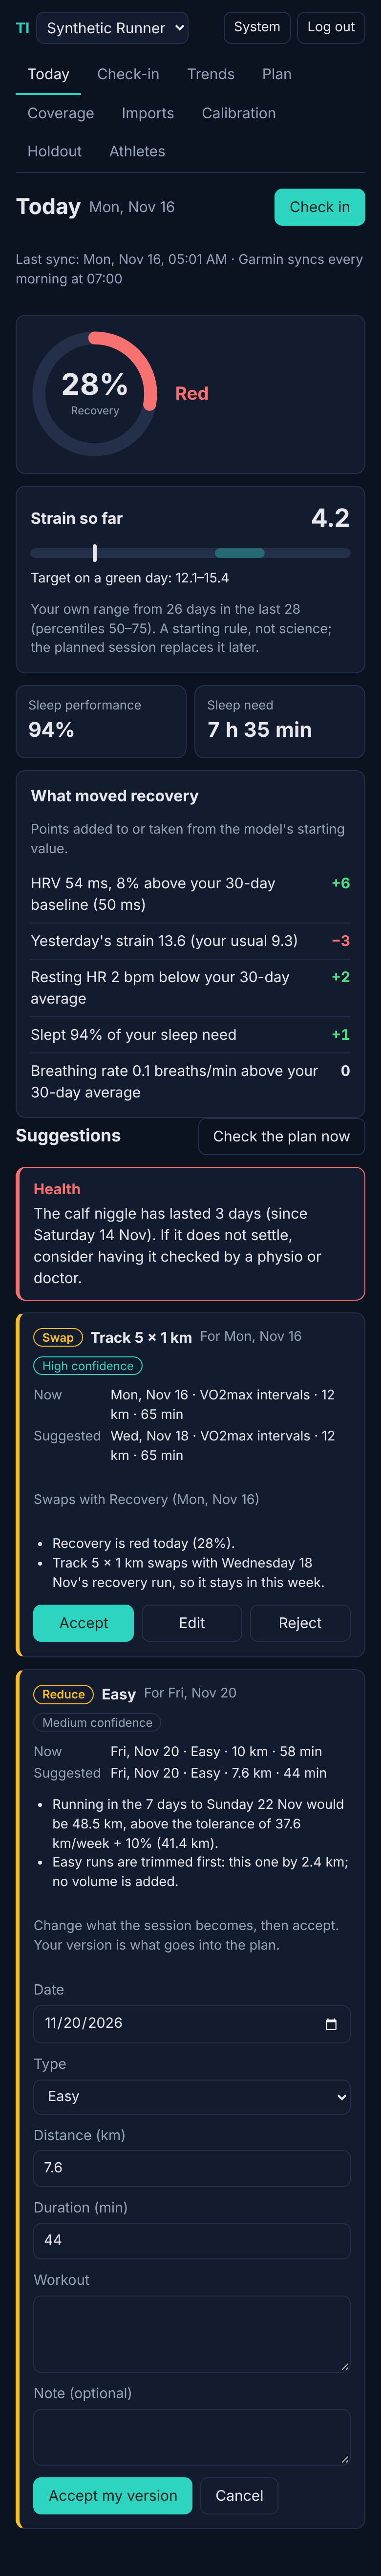 TI Synthetic Runner System Log out
Today Check-in Trends Plan
Coverage Imports Calibration
Holdout Athletes
Today Mon, Nov 16 Check in
Last sync: Mon, Nov 16, 05:01 AM · Garmin syncs every
morning at 07:00
28%
Recovery
Red
Strain so far 4.2
Target on a green day: 12.1–15.4
Your own range from 26 days in the last 28
(percentiles 50–75). A starting rule, not science;
the planned session replaces it later.
Sleep performance
94%
Sleep need
7 h 35 min
What moved recovery
Points added to or taken from the model's starting
value.
HRV 54 ms, 8% above your 30-day +6
baseline (50 ms)
Yesterday's strain 13.6 (your usual 9.3) −3
Resting HR 2 bpm below your 30-day +2
average
Slept 94% of your sleep need +1
Breathing rate 0.1 breaths/min above your 0
30-day average
Suggestions Check the plan now
Health
The calf niggle has lasted 3 days (since
Saturday 14 Nov). If it does not settle,
consider having it checked by a physio or
doctor.
Swap Track 5 × 1 km For Mon, Nov 16
High confidence
Now Mon, Nov 16 · VO2max intervals · 12
km · 65 min
Suggested Wed, Nov 18 · VO2max intervals · 12
km · 65 min
Swaps with Recovery (Mon, Nov 16)
• Recovery is red today (28%).
• Track 5 × 1 km swaps with Wednesday 18
Nov's recovery run, so it stays in this week.
Accept Edit Reject
Reduce Easy For Fri, Nov 20
Medium confidence
Now Fri, Nov 20 · Easy · 10 km · 58 min
Suggested Fri, Nov 20 · Easy · 7.6 km · 44 min
• Running in the 7 days to Sunday 22 Nov would
be 48.5 km, above the tolerance of 37.6
km/week + 10% (41.4 km).
• Easy runs are trimmed first: this one by 2.4 km;
no volume is added.
Change what the session becomes, then accept.
Your version is what goes into the plan.
Date
11/20/2026
Type
Easy
Distance (km)
7.6
Duration (min)
44
Workout
Note (optional)
Accept my version Cancel